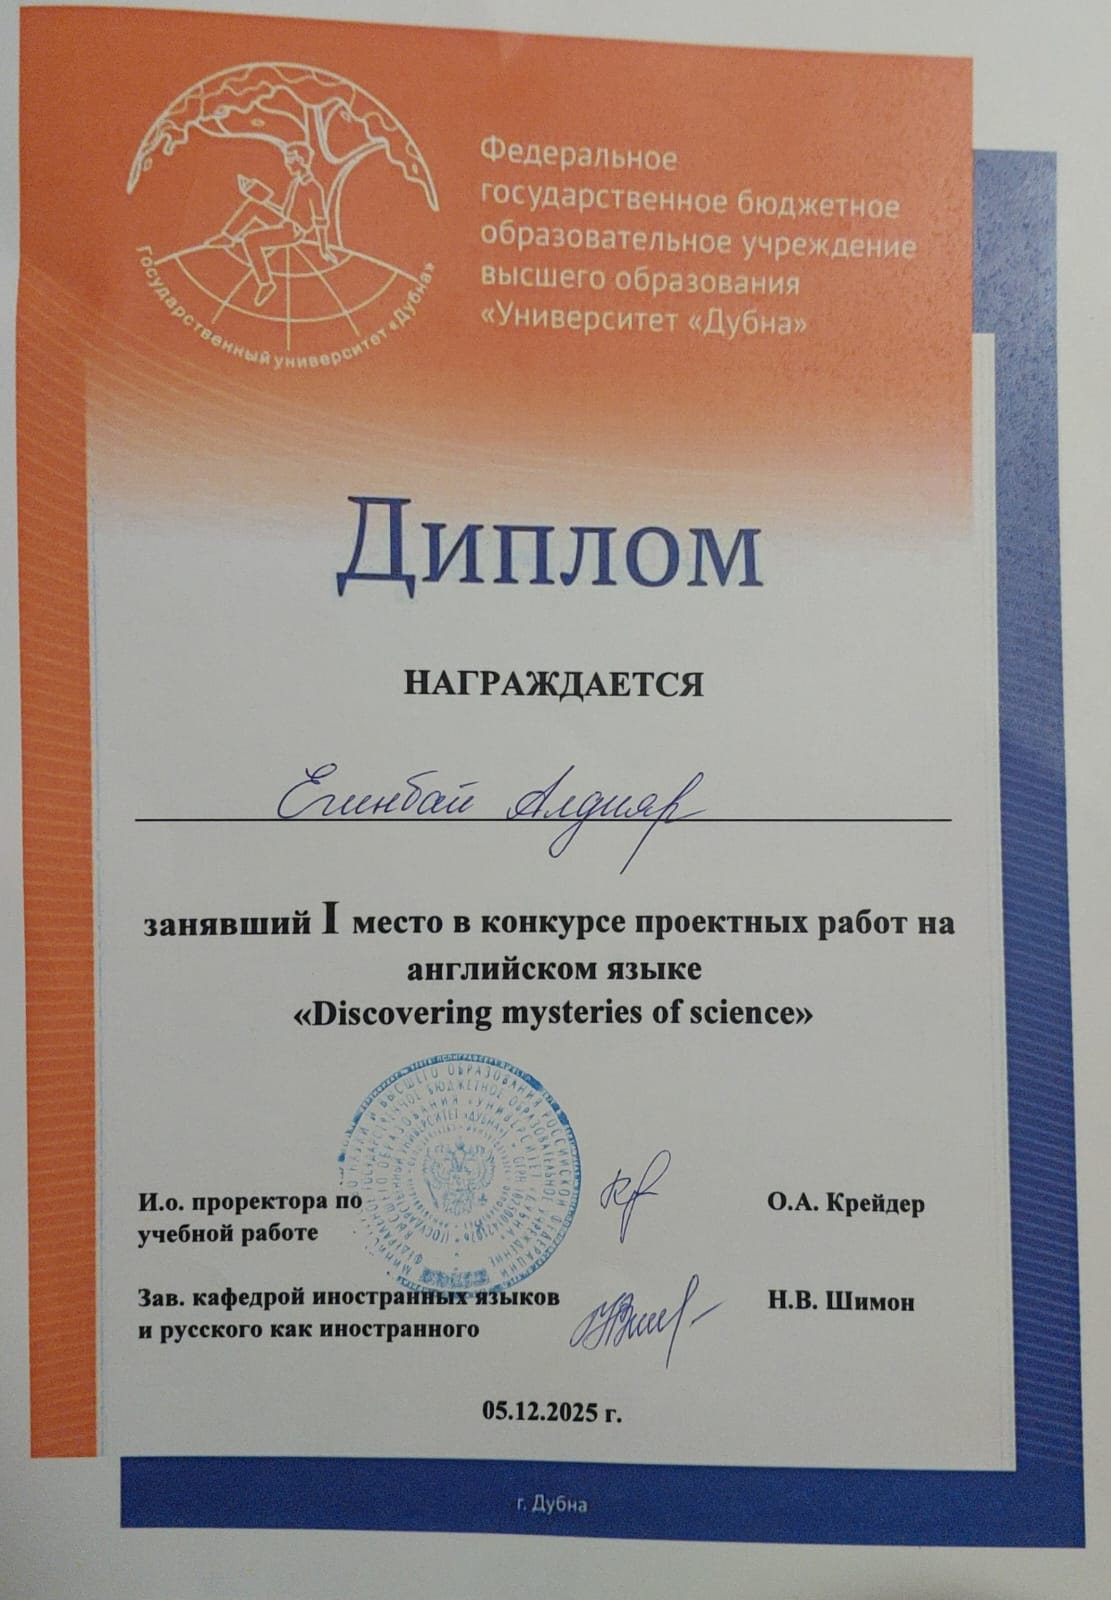 Государственный университет «Дубна»
Федеральное
государственное бюджетное
образовательное учреждение
высшего образования
«Университет «Дубна»
Диплом
НАГРАЖДАЕТСЯ
Егинбай Алдияр
занявший I место в конкурсе проектных работ на
английском языке
«Discovering mysteries of science»
И.о. проректора по
учебной работе
О.А. Крейдер
Зав. кафедрой иностранных языков
и русского как иностранного
Н.В. Шимон
05.12.2025 г.
г. Дубна